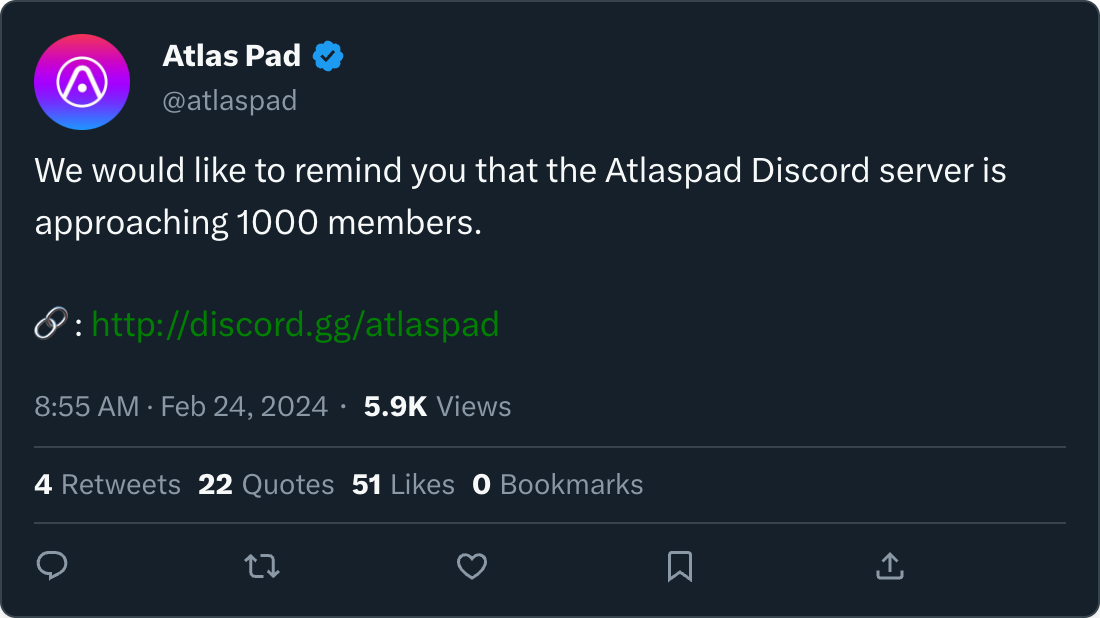 Atlas Pad
@atlaspad
We would like to remind you that the Atlaspad Discord server is
approaching 1000 members.
🔗 : http://discord.gg/atlaspad
8:55 AM · Feb 24, 2024 · 5.9K Views
4 Retweets 22 Quotes 51 Likes 0 Bookmarks